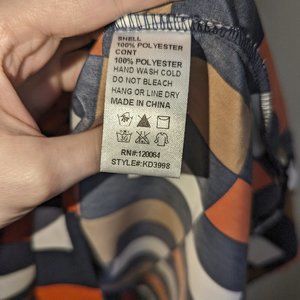 SHELL
100% POLYESTER
CONT
100% POLYESTER
HAND WASH COLD
DO NOT BLEACH
HANG OR LINE DRY
MADE IN CHINA
RN#:120064
STYLE#:KD3998